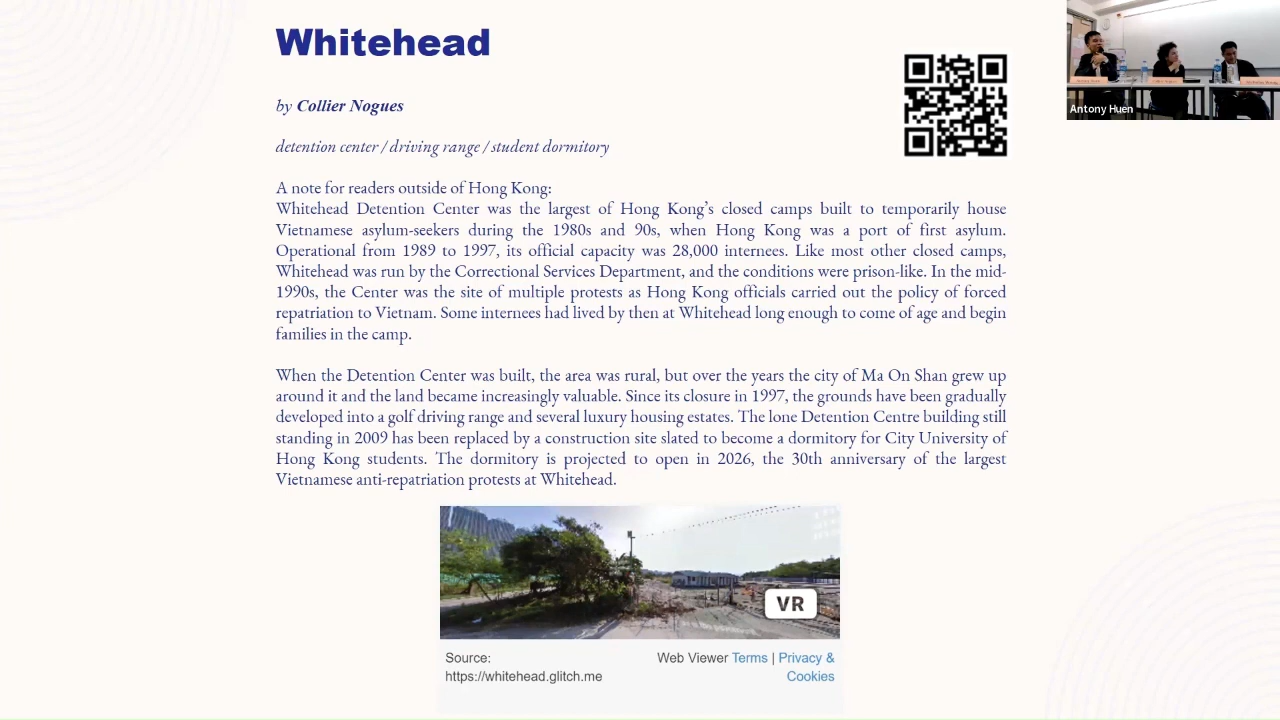 Whitehead
by Collier Nogues
detention center / driving range / student dormitory
A note for readers outside of Hong Kong:
Whitehead Detention Center was the largest of Hong Kong’s closed camps built to temporarily house
Vietnamese asylum-seekers during the 1980s and 90s, when Hong Kong was a port of first asylum.
Operational from 1989 to 1997, its official capacity was 28,000 internees. Like most other closed camps,
Whitehead was run by the Correctional Services Department, and the conditions were prison-like. In the mid-
1990s, the Center was the site of multiple protests as Hong Kong officials carried out the policy of forced
repatriation to Vietnam. Some internees had lived by then at Whitehead long enough to come of age and begin
families in the camp.
When the Detention Center was built, the area was rural, but over the years the city of Ma On Shan grew up
around it and the land became increasingly valuable. Since its closure in 1997, the grounds have been gradually
developed into a golf driving range and several luxury housing estates. The lone Detention Centre building still
standing in 2009 has been replaced by a construction site slated to become a dormitory for City University of
Hong Kong students. The dormitory is projected to open in 2026, the 30th anniversary of the largest
Vietnamese anti-repatriation protests at Whitehead.
VR
Source:
https://whitehead.glitch.me
Web Viewer Terms | Privacy &
Cookies
Antony Huen